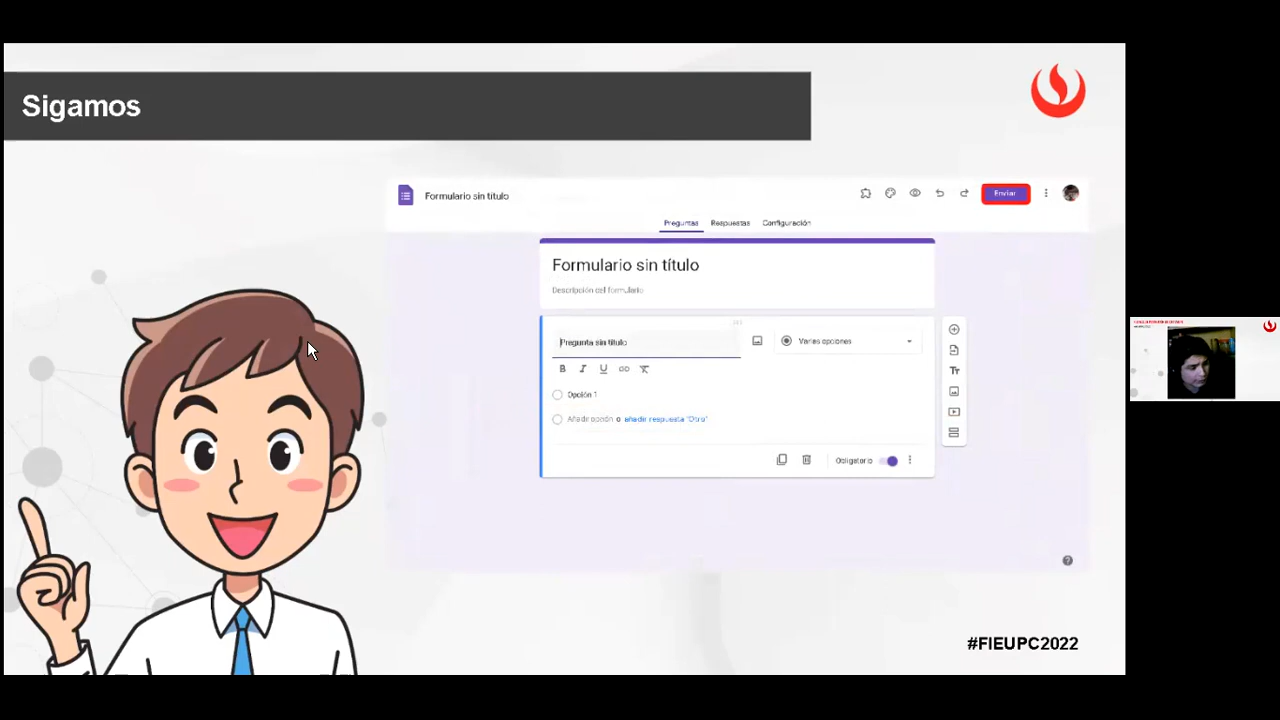 Sigamos
Formulario sin título
Enviar
Preguntas Respuestas Configuración
Formulario sin título
Descripción del formulario
Pregunta sin título
Varias opciones
B I U
Opción 1
Añadir opción o añadir respuesta "Otro"
Obligatorio
#FIEUPC2022